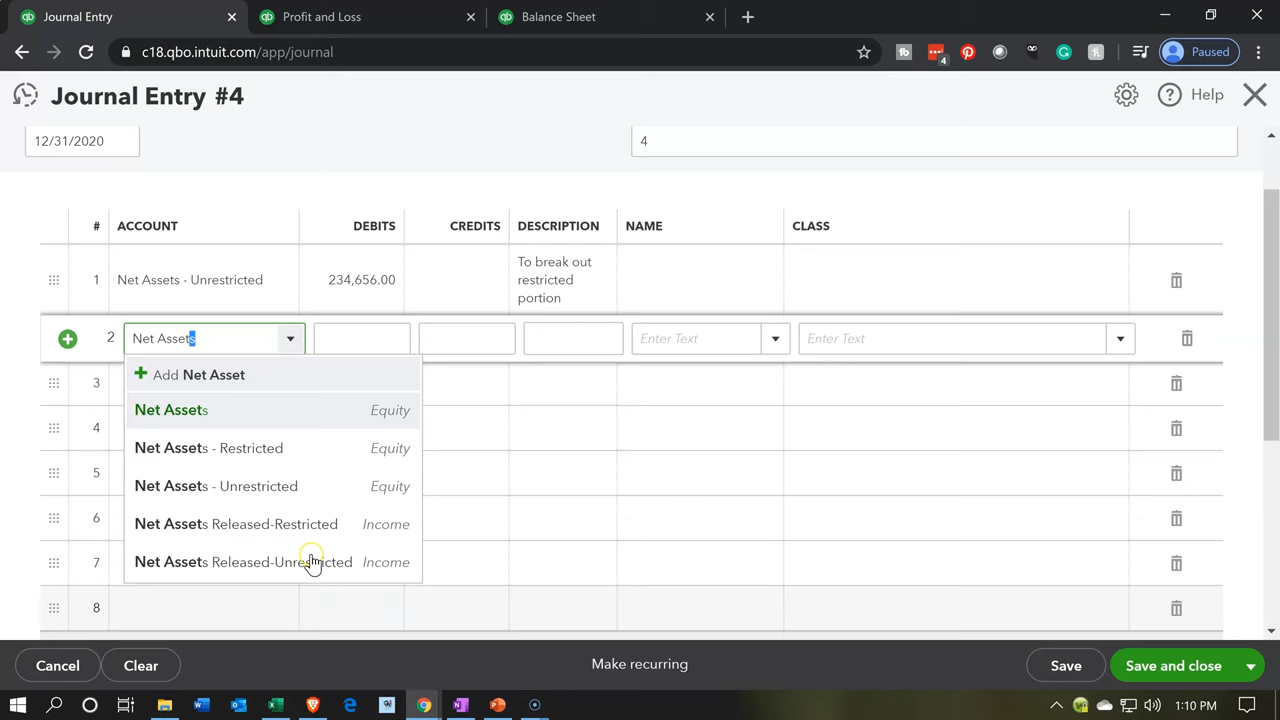 Journal Entry
Profit and Loss
Balance Sheet
c18.qbo.intuit.com/app/journal
4
Paused
Journal Entry #4
Help
12/31/2020
4
# ACCOUNT DEBITS CREDITS DESCRIPTION NAME CLASS
1 Net Assets - Unrestricted 234,656.00 To break out
restricted
portion
2 Net Assets Enter Text Enter Text
Add Net Asset
3
Net Assets Equity
4 Net Assets - Restricted Equity
5 Net Assets - Unrestricted Equity
6 Net Assets Released-Restricted Income
7 Net Assets Released-Unrestricted Income
8
Cancel Clear Make recurring Save Save and close
1:10 PM